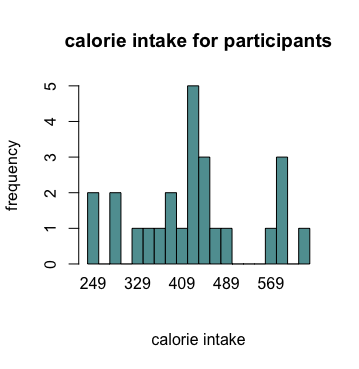 calorie intake for participants
frequency
5
4
3
2
1
0
249 329 409 489 569
calorie intake